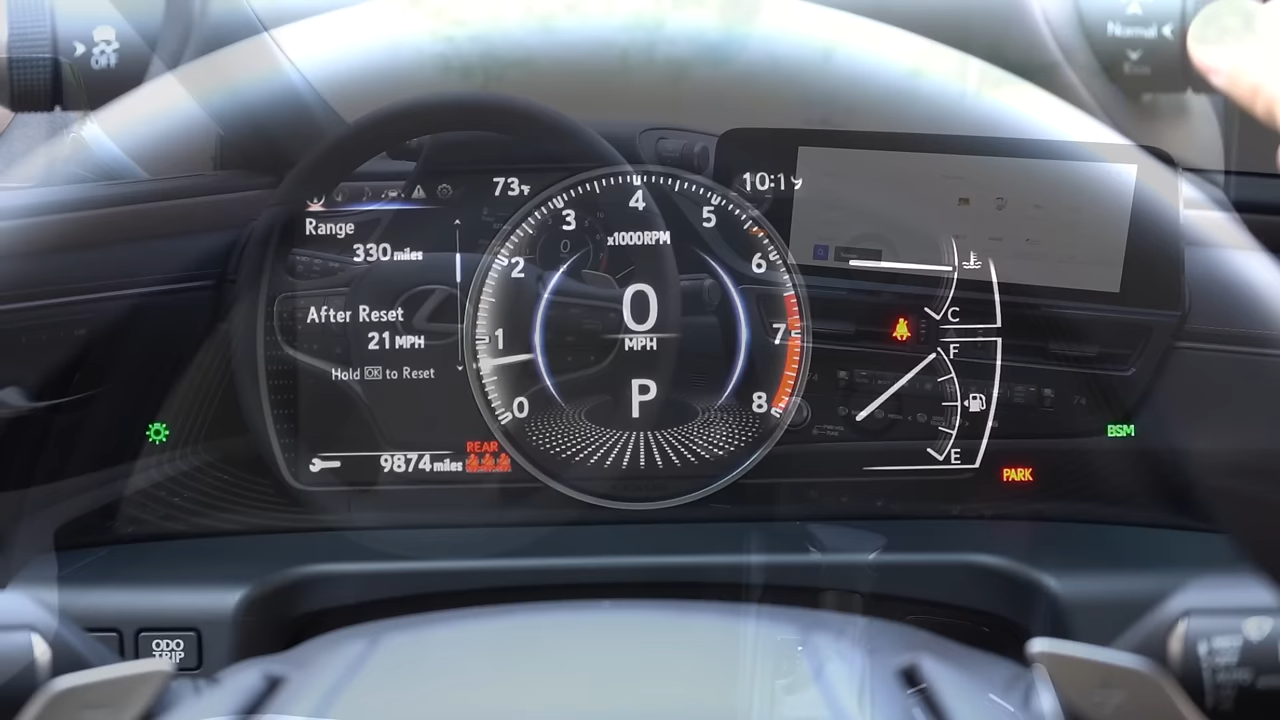 OFF
Normal
73°F
10:19
Range
330 miles
After Reset
21 MPH
Hold OK to Reset
9874 miles
REAR
0
1
2
3
4
5
6
7
8
x1000RPM
0
MPH
P
C
F
E
BSM
PARK
ODO
TRIP